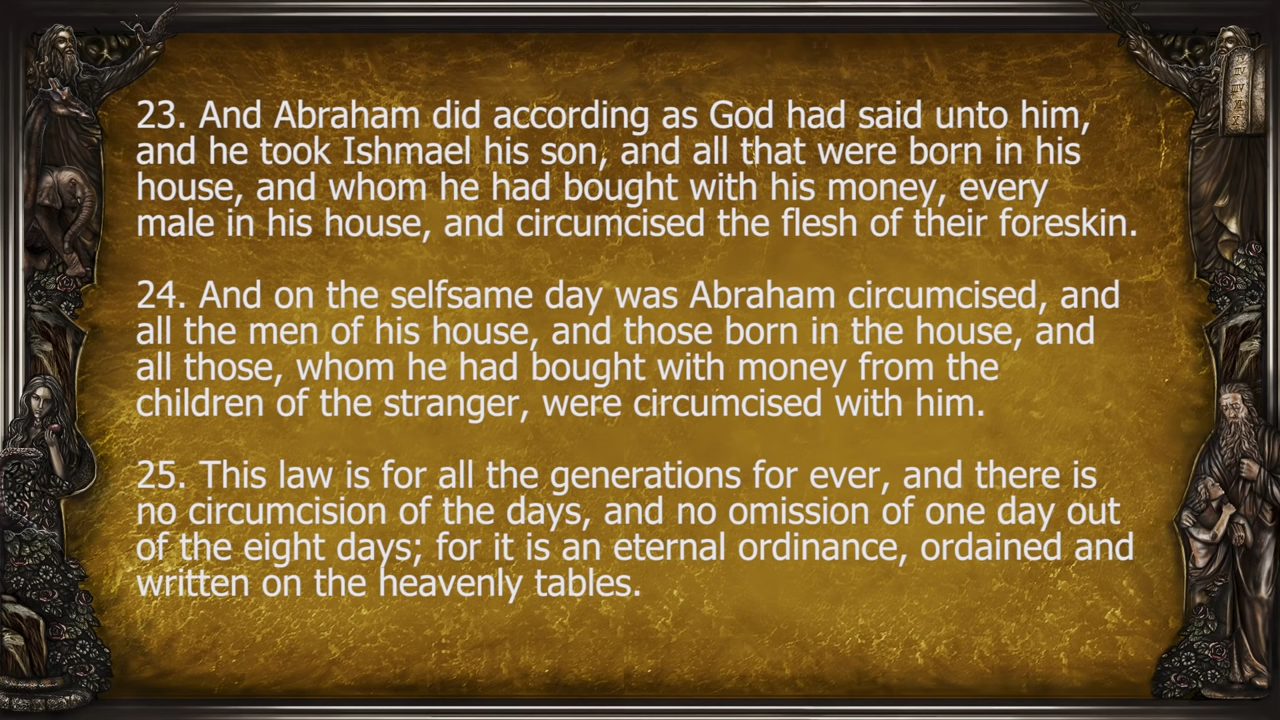 23. And Abraham did according as God had said unto him,
and he took Ishmael his son, and all that were born in his
house, and whom he had bought with his money, every
male in his house, and circumcised the flesh of their foreskin.
24. And on the selfsame day was Abraham circumcised, and
all the men of his house, and those born in the house, and
all those, whom he had bought with money from the
children of the stranger, were circumcised with him.
25. This law is for all the generations for ever, and there is
no circumcision of the days, and no omission of one day out
of the eight days; for it is an eternal ordinance, ordained and
written on the heavenly tables.